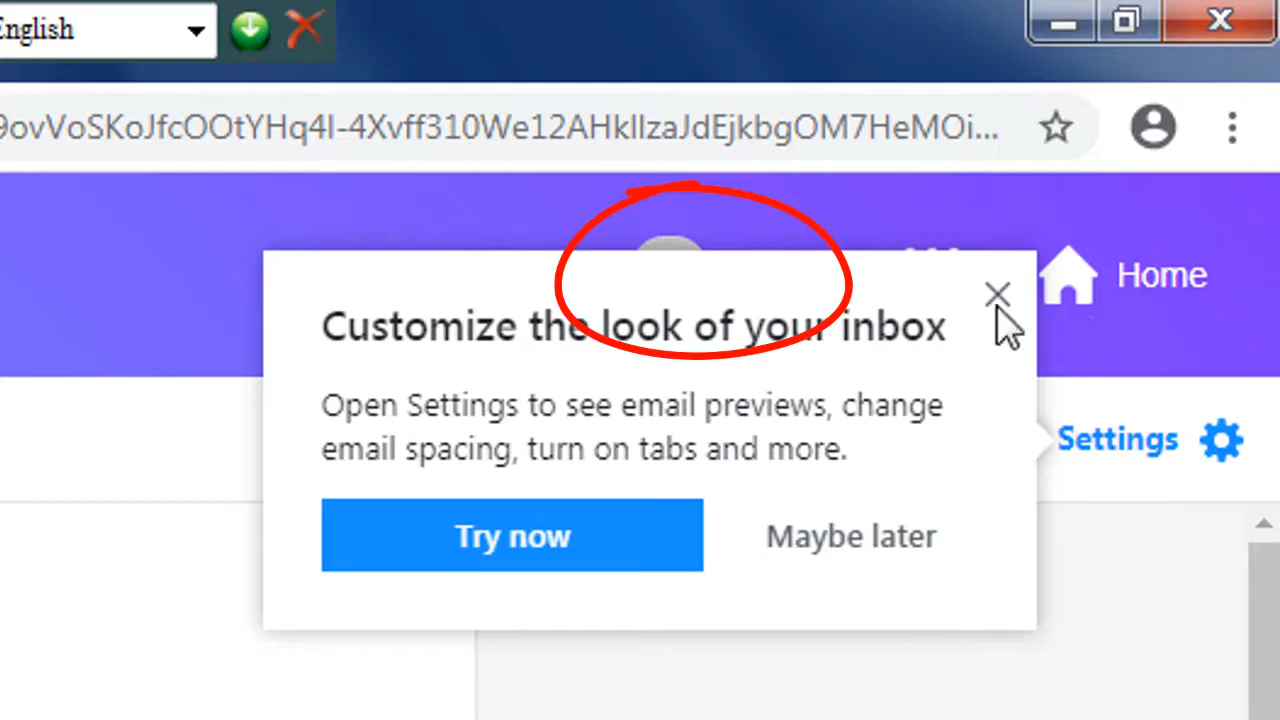 English
9ovVoSKoJfcOOtYHq4I-4Xvff310We12AHkIIzaJdEjkbgOM7HeMOi...
Home
Customize the look of your inbox
Open Settings to see email previews, change
email spacing, turn on tabs and more.
Settings
Try now
Maybe later